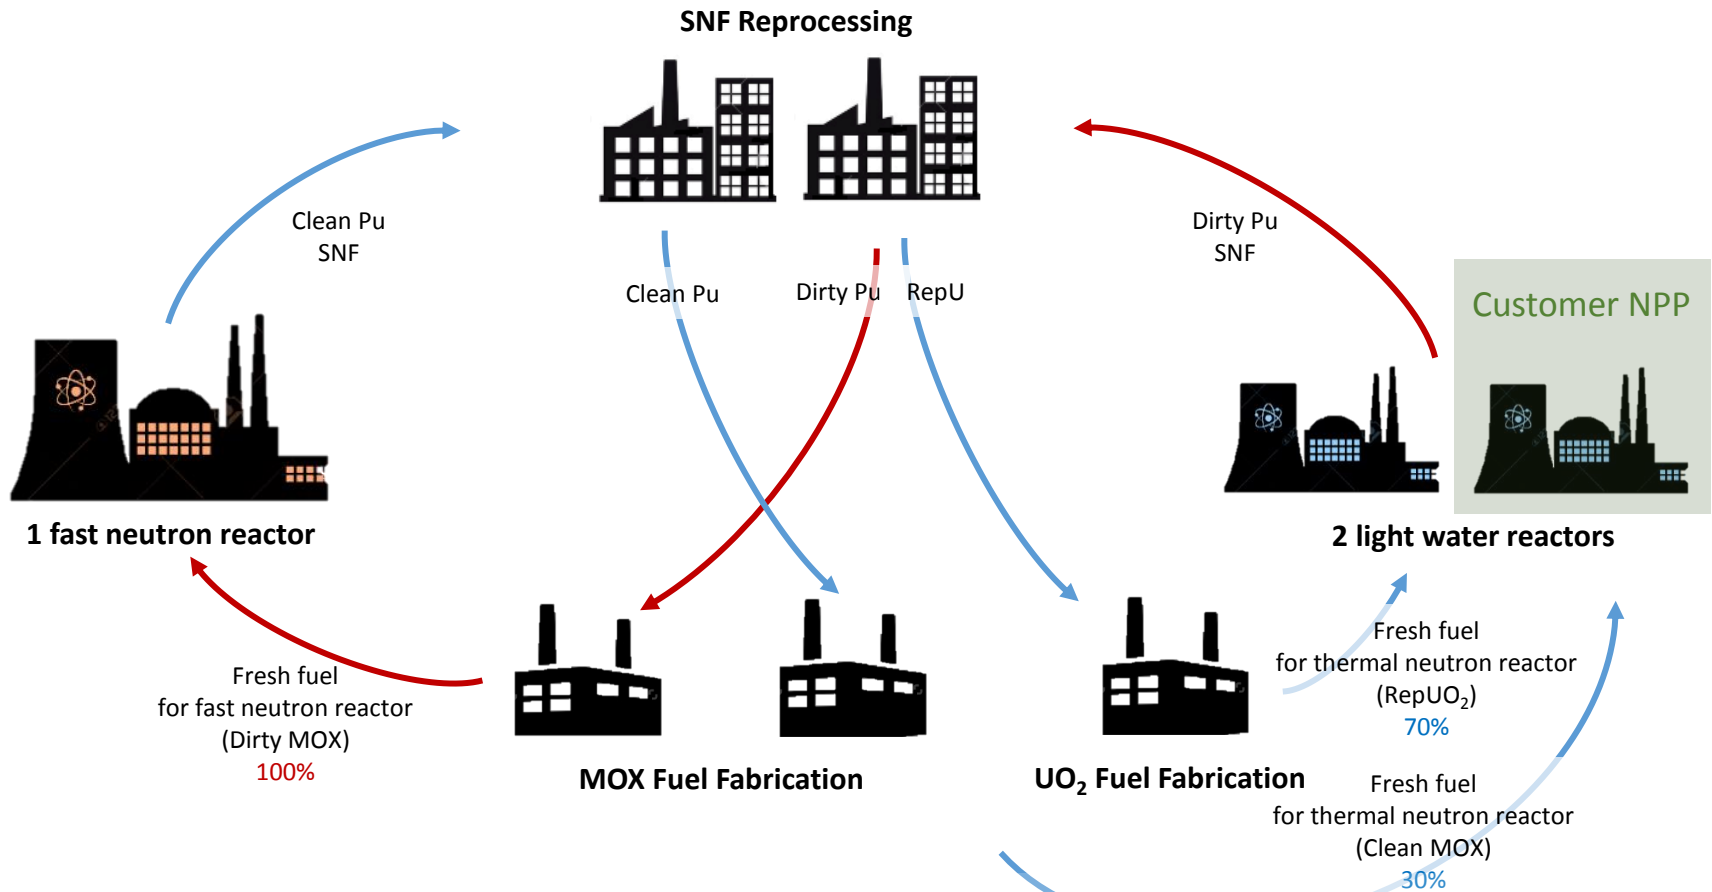 SNF Reprocessing
Clean Pu
SNF
Dirty Pu
SNF
Clean Pu
Dirty Pu
RepU
Customer NPP
1 fast neutron reactor
2 light water reactors
Fresh fuel
for fast neutron reactor
(Dirty MOX)
100%
MOX Fuel Fabrication
UO₂ Fuel Fabrication
Fresh fuel
for thermal neutron reactor
(RepUO₂)
70%
Fresh fuel
for thermal neutron reactor
(Clean MOX)
30%